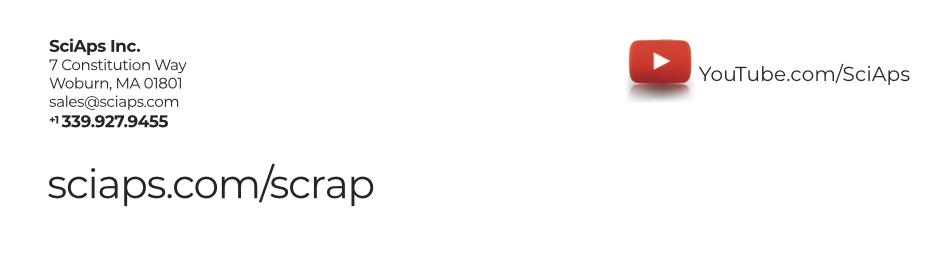 SciAps Inc.
7 Constitution Way
Woburn, MA 01801
sales@sciaps.com
+1 339.927.9455
sciaps.com/scrap
YouTube.com/SciAps